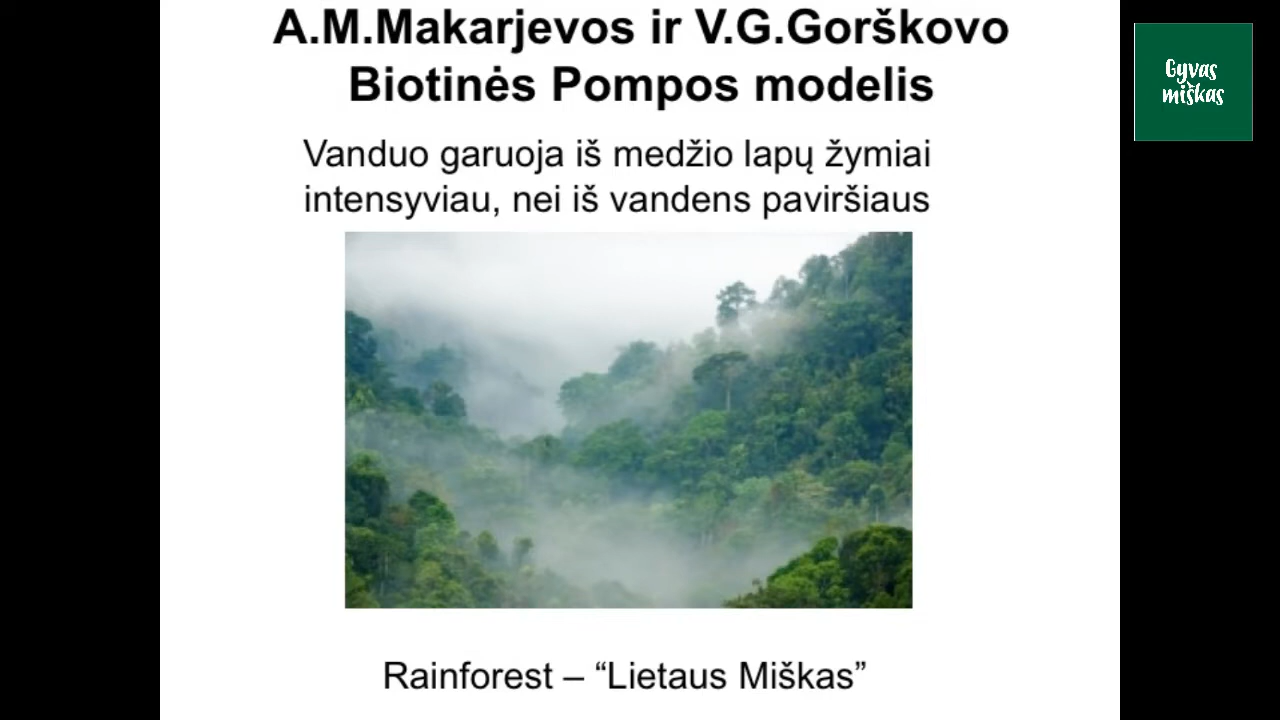 A.M.Makarjevos ir V.G.Gorškovo
Biotinės Pompos modelis
Vanduo garuoja iš medžio lapų žymiai
intensyviau, nei iš vandens paviršiaus
Rainforest – “Lietaus Miškas”
Gyvas
miškas